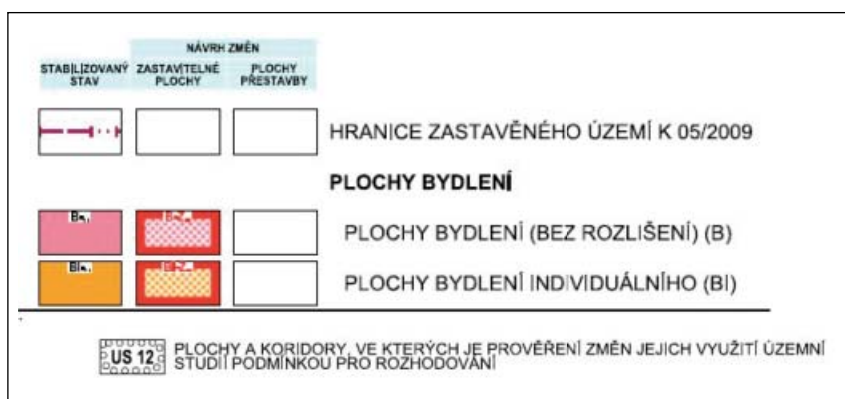 NÁVRH ZMĚN
STABILIZOVANÝ STAV ZASTAVITELNÉ PLOCHY PLOCHY PŘESTAVBY
HRANICE ZASTAVĚNÉHO ÚZEMÍ K 05/2009
PLOCHY BYDLENÍ
PLOCHY BYDLENÍ (BEZ ROZLIŠENÍ) (B)
PLOCHY BYDLENÍ INDIVIDUÁLNÍHO (BI)
US 12 PLOCHY A KORIDORY, VE KTERÝCH JE PROVĚŘENÍ ZMĚN JEJICH VYUŽITÍ ÚZEMNÍ
STUDIÍ PODMÍNKOU PRO ROZHODOVÁNÍ